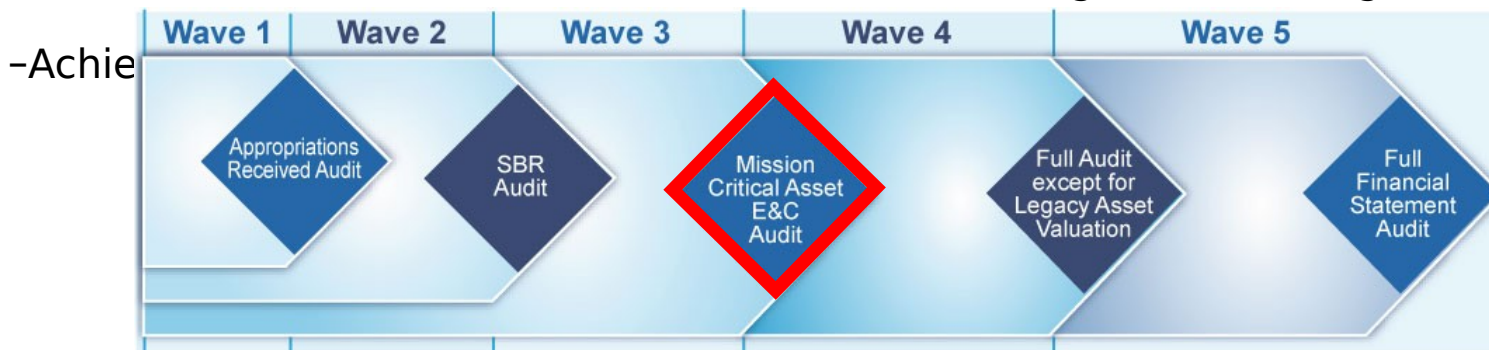 Wave 1
Wave 2
Wave 3
Wave 4
Wave 5
–Achie
Appropriations
Received Audit
SBR
Audit
Mission
Critical Asset
E&C
Audit
Full Audit
except for
Legacy Asset
Valuation
Full
Financial
Statement
Audit